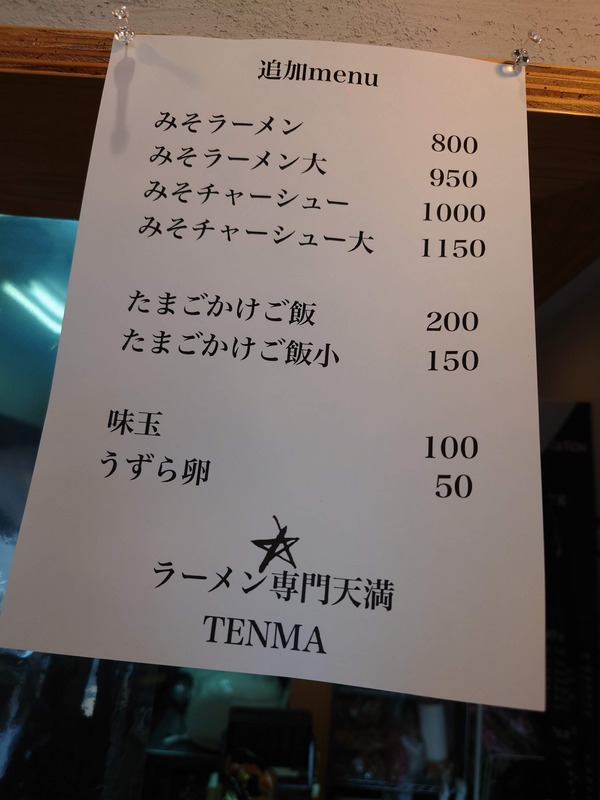 追加menu
みそラーメン 800
みそラーメン大 950
みそチャーシュー 1000
みそチャーシュー大 1150
たまごかけご飯 200
たまごかけご飯小 150
味玉 100
うずら卵 50
ラーメン専門天満
TENMA